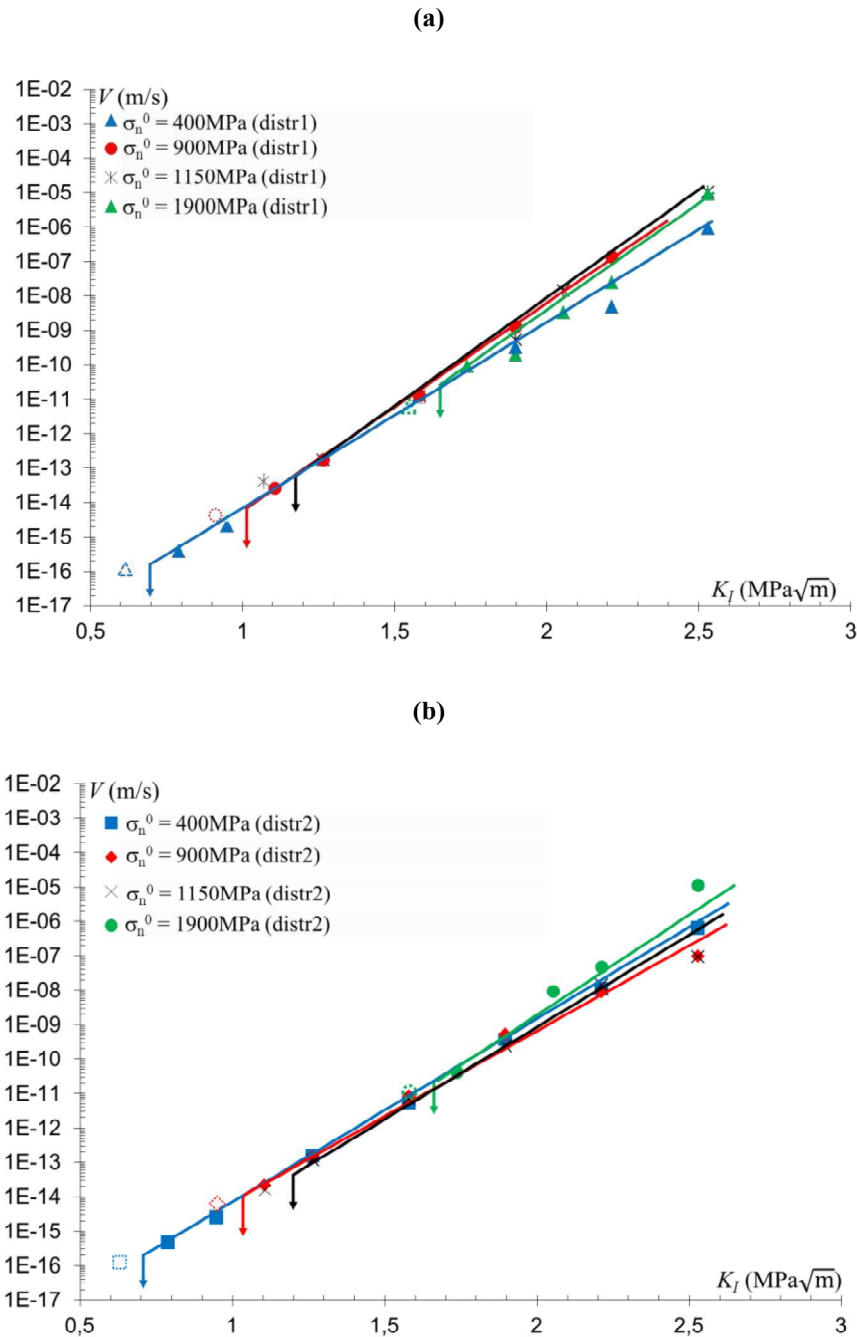 (a)
1E-02
V (m/s)
1E-03
σn⁰ = 400MPa (distr1)
1E-04
σn⁰ = 900MPa (distr1)
1E-05
σn⁰ = 1150MPa (distr1)
1E-06
σn⁰ = 1900MPa (distr1)
1E-07
1E-08
1E-09
1E-10
1E-11
1E-12
1E-13
1E-14
1E-15
1E-16
K_I (MPa√m)
1E-17
0,5 1 1,5 2 2,5 3
(b)
1E-02
V (m/s)
1E-03
σn⁰ = 400MPa (distr2)
1E-04
σn⁰ = 900MPa (distr2)
1E-05
σn⁰ = 1150MPa (distr2)
1E-06
σn⁰ = 1900MPa (distr2)
1E-07
1E-08
1E-09
1E-10
1E-11
1E-12
1E-13
1E-14
1E-15
1E-16
K_I (MPa√m)
1E-17
0,5 1 1,5 2 2,5 3